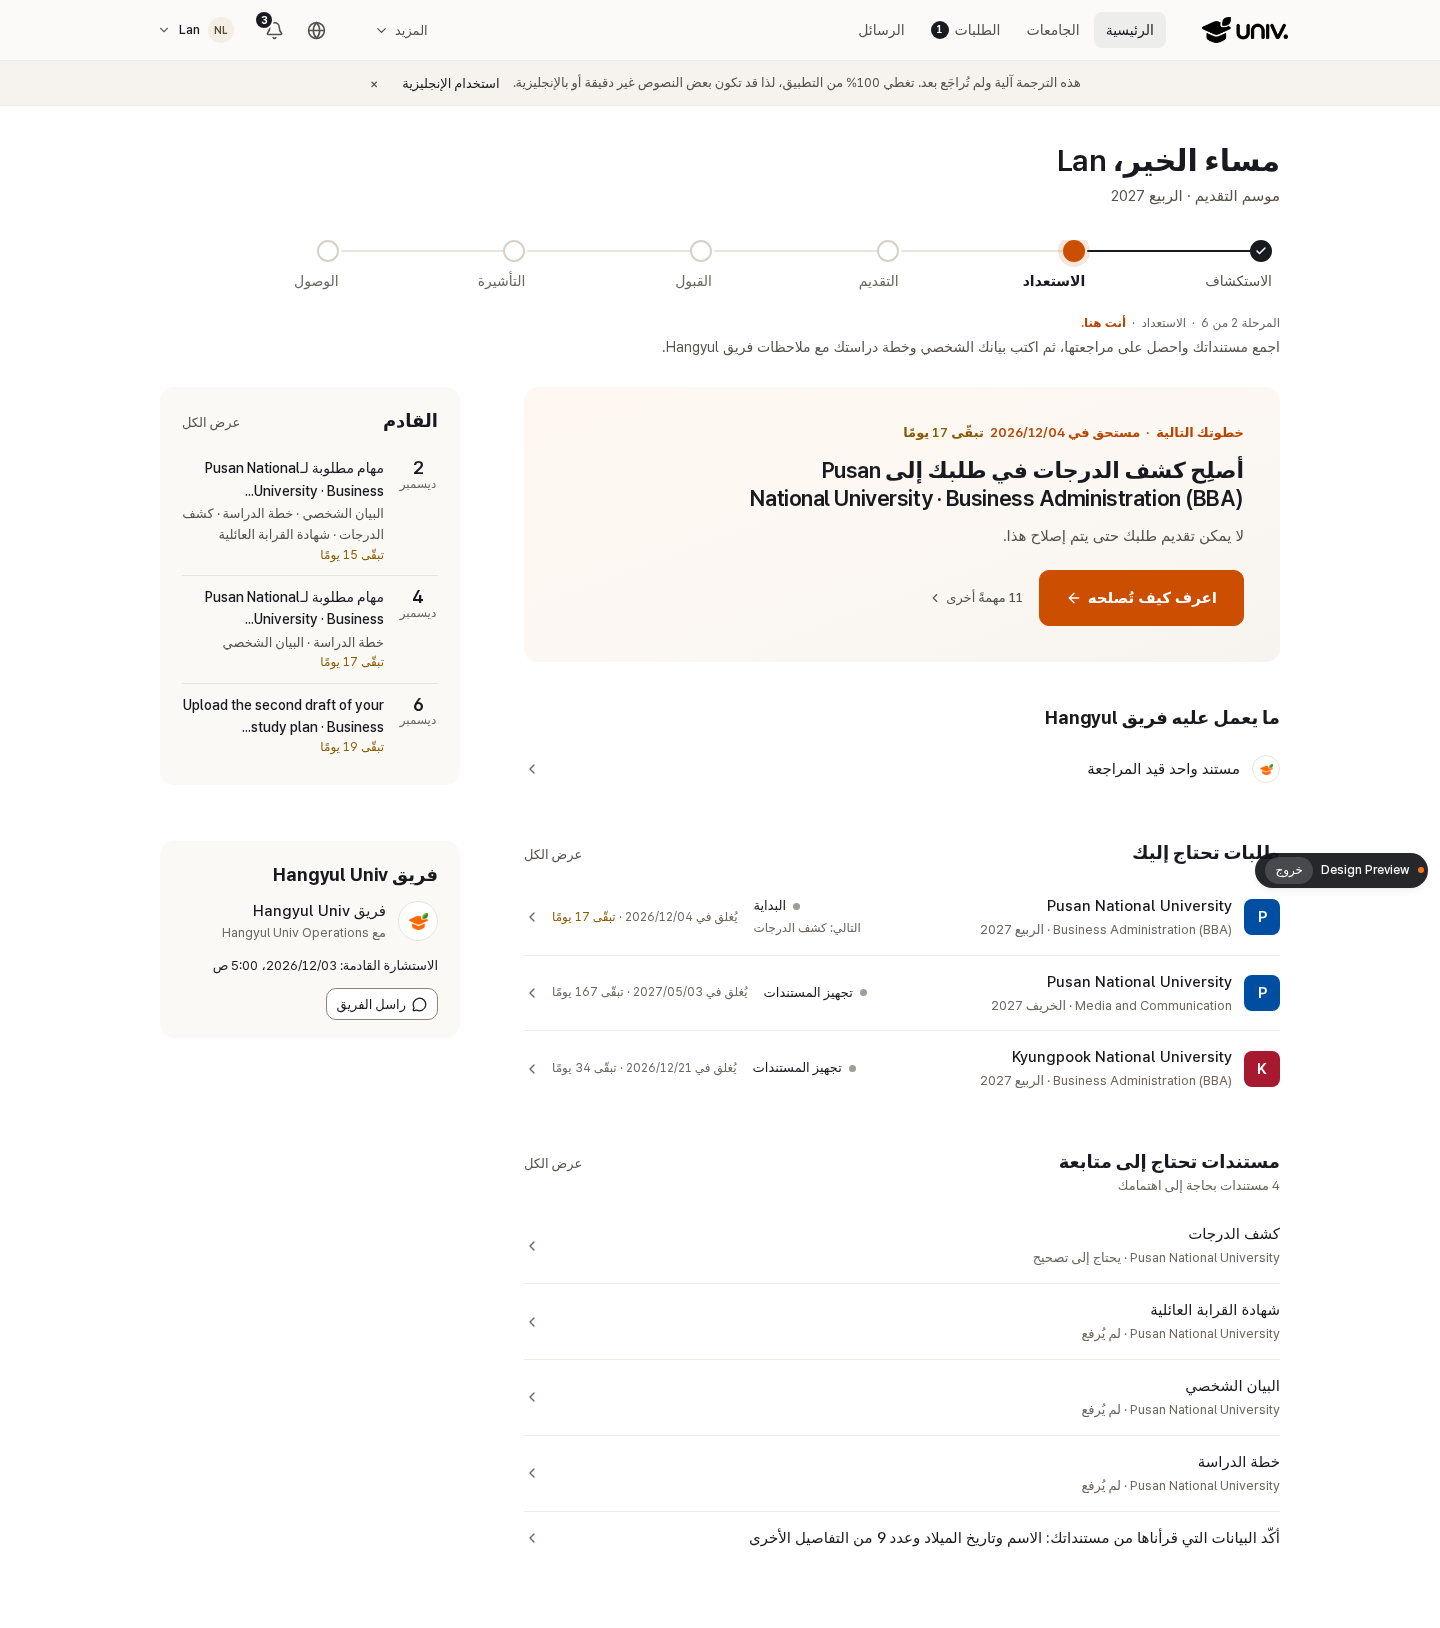 UNIV.
الرئيسية
الجامعات
الطلبات 1
الرسائل
المزيد
3
NL Lan
هذه الترجمة آلية ولم تُراجَع بعد. تغطي 100% من التطبيق، لذا قد تكون بعض النصوص غير دقيقة أو بالإنجليزية. استخدام الإنجليزية ×
مساء الخير، Lan
موسم التقديم · الربيع 2027
الاستكشاف
الاستعداد
التقديم
القبول
التأشيرة
الوصول
المرحلة 2 من 6 · الاستعداد · أنت هنا.
اجمع مستنداتك واحصل على مراجعتها، ثم اكتب بيانك الشخصي وخطة دراستك مع ملاحظات فريق Hangyul.
خطوتك التالية · مستحق في 2026/12/04 تبقّى 17 يومًا
أصلِح كشف الدرجات في طلبك إلى Pusan
National University · Business Administration (BBA)
لا يمكن تقديم طلبك حتى يتم إصلاح هذا.
اعرف كيف تُصلحه
11 مهمةً أخرى
القادم
عرض الكل
2
ديسمبر
مهام مطلوبة لـPusan National
University · Business...
البيان الشخصي · خطة الدراسة · كشف
الدرجات · شهادة القرابة العائلية
تبقّى 15 يومًا
4
ديسمبر
مهام مطلوبة لـPusan National
University · Business...
خطة الدراسة · البيان الشخصي
تبقّى 17 يومًا
6
ديسمبر
Upload the second draft of your
study plan · Business...
تبقّى 19 يومًا
ما يعمل عليه فريق Hangyul
مستند واحد قيد المراجعة
فريق Hangyul Univ
فريق Hangyul Univ
مع Hangyul Univ Operations
الاستشارة القادمة: 2026/12/03، 5:00 ص
راسل الفريق
طلبات تحتاج إليك
عرض الكل
Design Preview خروج
P
Pusan National University
Business Administration (BBA) · الربيع 2027
البداية
التالي: كشف الدرجات
يُغلق في 2026/12/04 · تبقّى 17 يومًا
P
Pusan National University
Media and Communication · الخريف 2027
تجهيز المستندات
يُغلق في 2027/05/03 · تبقّى 167 يومًا
K
Kyungpook National University
Business Administration (BBA) · الربيع 2027
تجهيز المستندات
يُغلق في 2026/12/21 · تبقّى 34 يومًا
مستندات تحتاج إلى متابعة
عرض الكل
4 مستندات بحاجة إلى اهتمامك
كشف الدرجات
Pusan National University · يحتاج إلى تصحيح
شهادة القرابة العائلية
Pusan National University · لم يُرفع
البيان الشخصي
Pusan National University · لم يُرفع
خطة الدراسة
Pusan National University · لم يُرفع
أكّد البيانات التي قرأناها من مستنداتك: الاسم وتاريخ الميلاد وعدد 9 من التفاصيل الأخرى